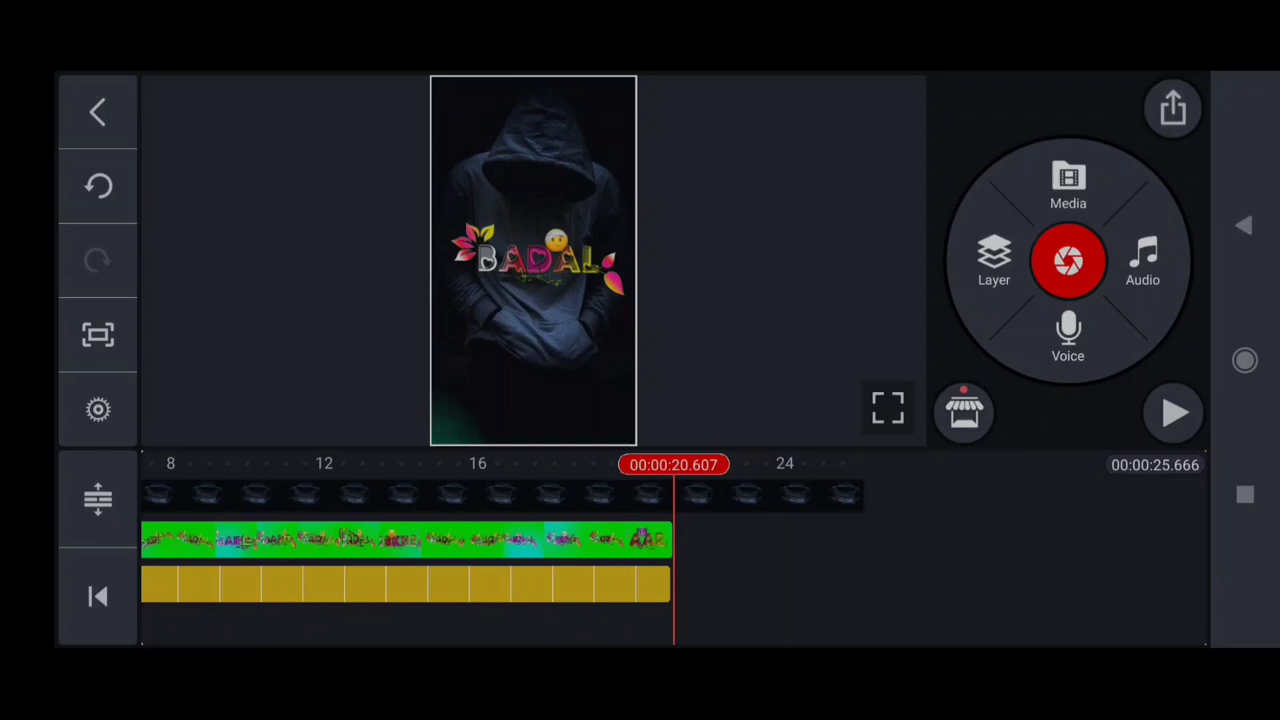 Media
Layer
Audio
Voice
BADAL
8
12
16
00:00:20.607
24
00:00:25.666